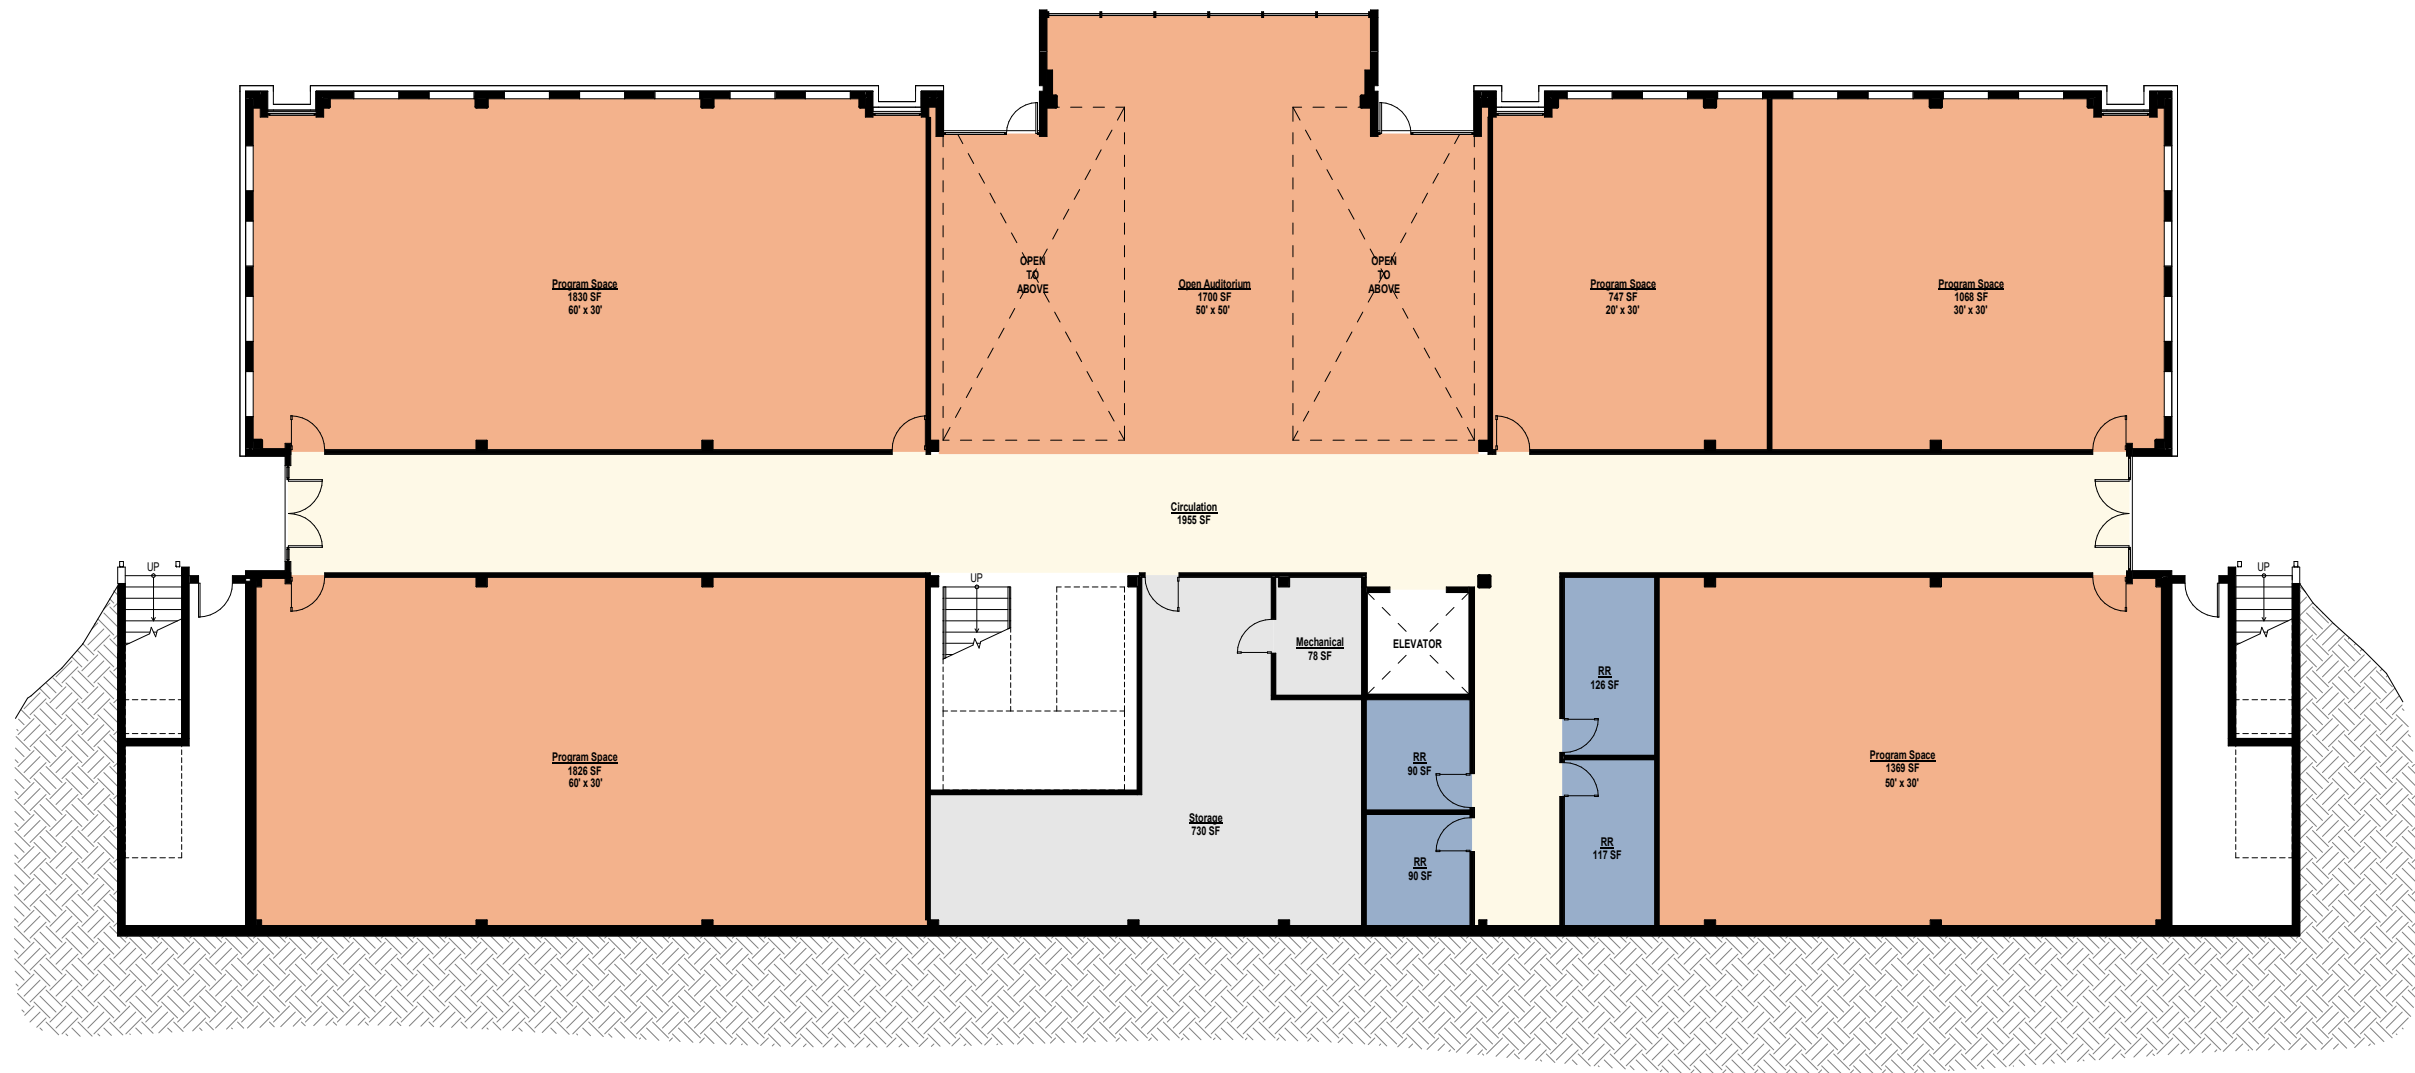 OPEN
TO
ABOVE
OPEN
TO
ABOVE
Program Space
1830 SF
60' x 30'
Open Auditorium
1700 SF
50' x 50'
Program Space
747 SF
20' x 30'
Program Space
1068 SF
30' x 30'
Circulation
1955 SF
UP
UP
UP
Mechanical
78 SF
ELEVATOR
RR
126 SF
Program Space
1826 SF
60' x 30'
RR
90 SF
Program Space
1369 SF
50' x 30'
Storage
730 SF
RR
117 SF
RR
90 SF